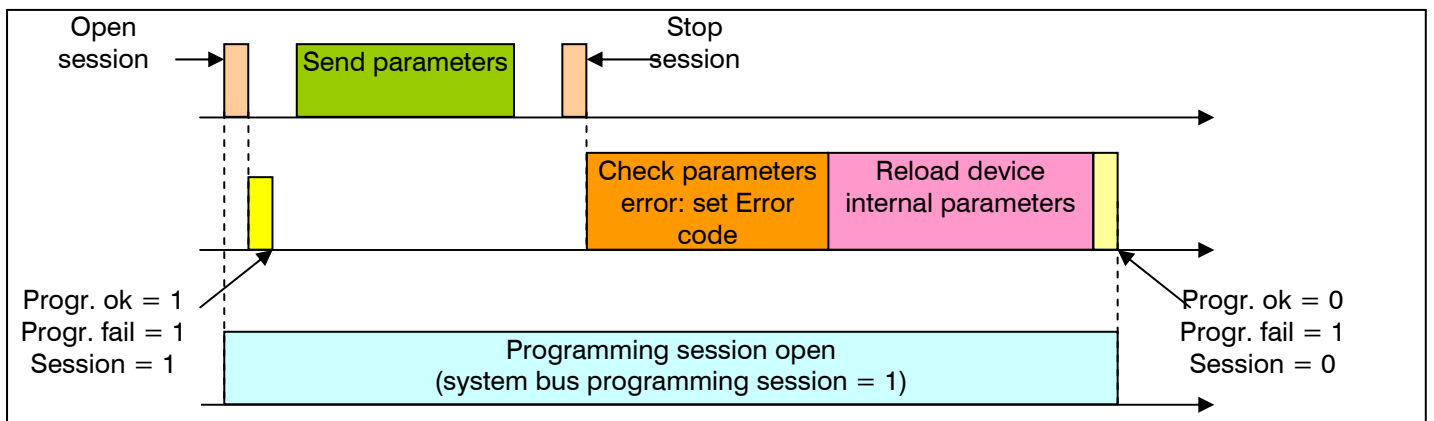 Open
session
Send parameters
Stop
session
Check parameters
error: set Error
code
Reload device
internal parameters
Progr. ok = 1
Progr. fail = 1
Session = 1
Progr. ok = 0
Progr. fail = 1
Session = 0
Programming session open
(system bus programming session = 1)